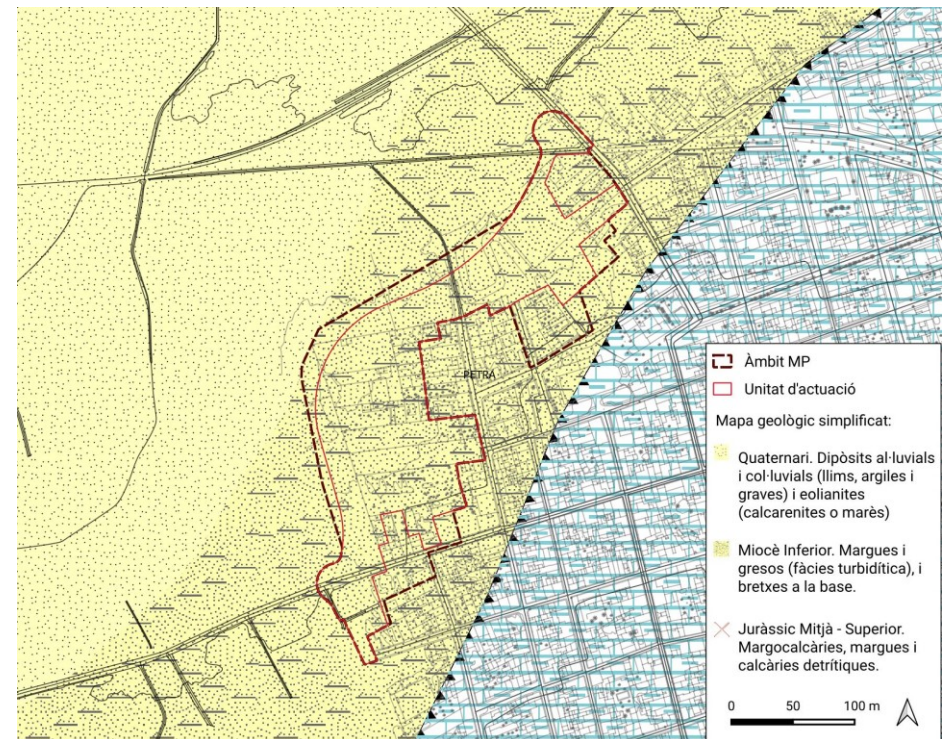 PETRA
Àmbit MP
Unitat d'actuació
Mapa geològic simplificat:
Quaternari. Dipòsits al·luvials
i col·luvials (llims, argiles i
graves) i eolianites
(calcarenites o marès)
Miocè Inferior. Margues i
gresos (fàcies turbidítica), i
bretxes a la base.
Juràssic Mitjà - Superior.
Margocalcàries, margues i
calcàries detrítiques.
0 50 100 m